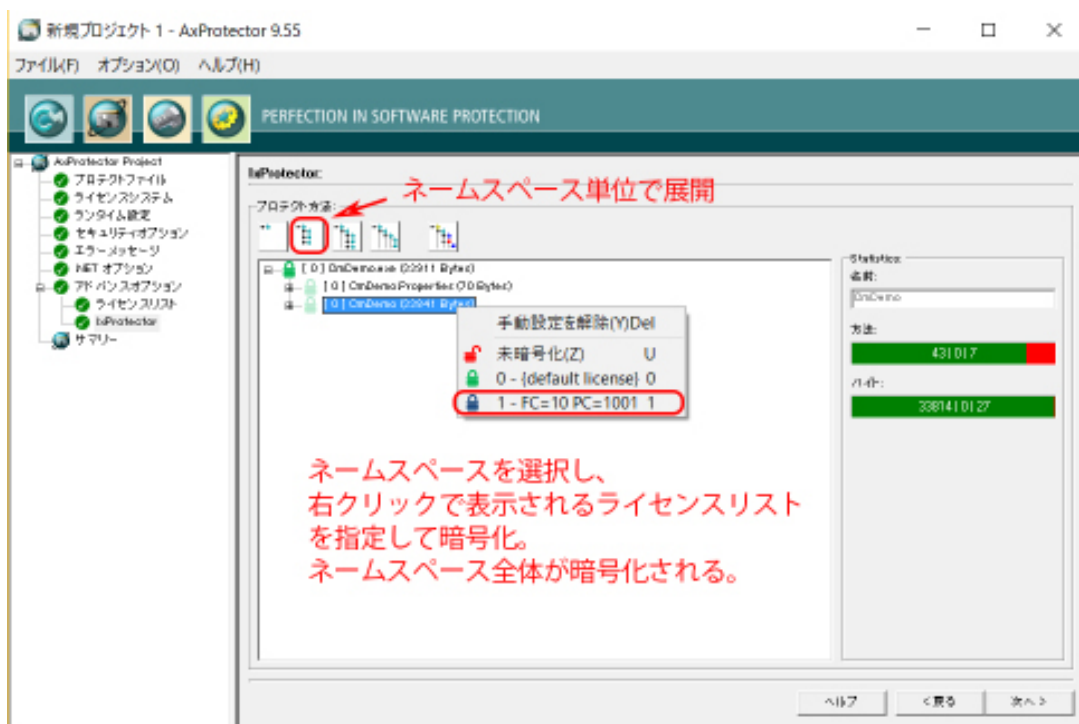 新規プロジェクト 1 - AxProtector 9.55
ファイル(F) オプション(O) ヘルプ(H)
PERFECTION IN SOFTWARE PROTECTION
AxProtector Project
プロテクトファイル
ライセンスシステム
ランタイム設定
セキュリティオプション
エラーメッセージ
.NET オプション
アドバンスオプション
ライセンスリスト
IxProtector
サマリー
IxProtector:
ネームスペース単位で展開
プロテクト方法:
[ 0 ] CmDemo.exe (33911 Bytes)
[ 0 ] CmDemo.Properties (70 Bytes)
[ 0 ] CmDemo (33841 Bytes)
手動設定を解除(Y) Del
未暗号化(Z) U
0 - {default license} 0
1 - FC=10 PC=1001 1
ネームスペースを選択し、
右クリックで表示されるライセンスリスト
を指定して暗号化。
ネームスペース全体が暗号化される。
Statistics:
名前:
CmDemo
方法:
43 | 0 | 7
バイト:
33814 | 0 | 27
ヘルプ
< 戻る
次へ >